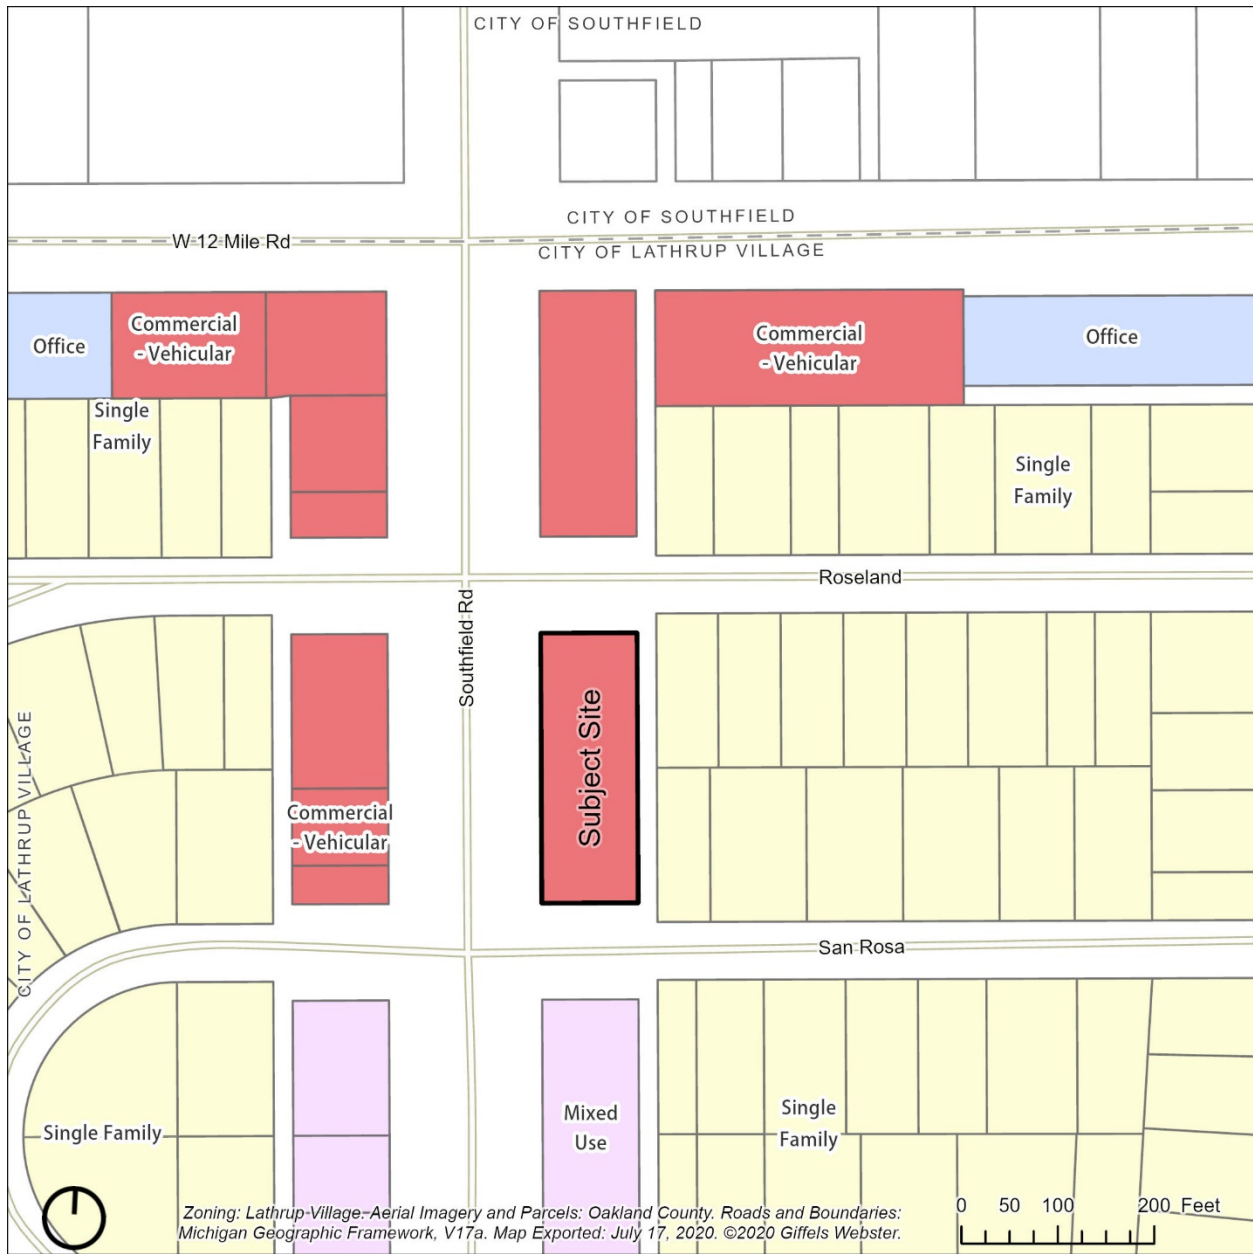 CITY OF SOUTHFIELD
CITY OF SOUTHFIELD
W 12 Mile Rd
CITY OF LATHRUP VILLAGE
Office
Commercial
- Vehicular
Commercial
- Vehicular
Office
Single
Family
Single
Family
Roseland
Southfield Rd
Subject Site
CITY OF LATHRUP VILLAGE
Commercial
- Vehicular
San Rosa
Single Family
Mixed
Use
Single
Family
0 50 100 200 Feet
Zoning: Lathrup Village. Aerial Imagery and Parcels: Oakland County. Roads and Boundaries:
Michigan Geographic Framework, V17a. Map Exported: July 17, 2020. ©2020 Giffels Webster.